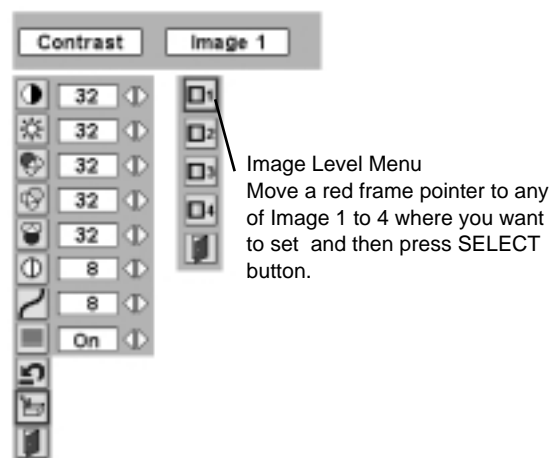 Contrast Image 1
32 1
32 2
32 3
32 4
32
8
8
On
Image Level Menu
Move a red frame pointer to any
of Image 1 to 4 where you want
to set and then press SELECT
button.